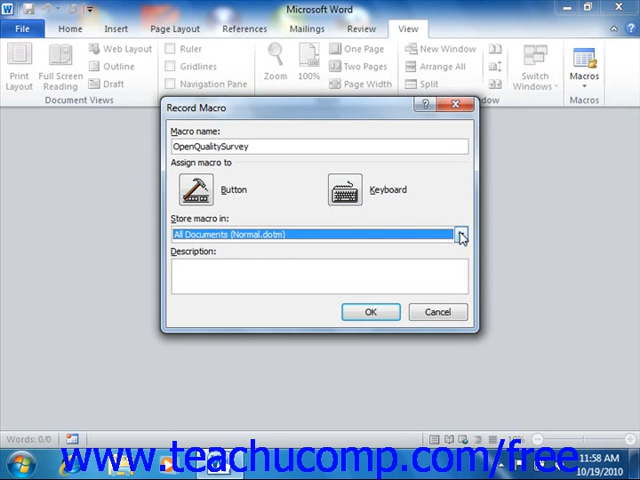 Microsoft Word
File Home Insert Page Layout References Mailings Review View
Print Layout
Full Screen Reading
Web Layout
Outline
Draft
Document Views
Ruler
Gridlines
Navigation Pane
Zoom
100%
One Page
Two Pages
Page Width
New Window
Arrange All
Split
Switch Windows
Macros
Macros
Record Macro
Macro name:
OpenQualitySurvey
Assign macro to
Button
Keyboard
Store macro in:
All Documents (Normal.dotm)
Description:
OK Cancel
Words: 0/0
www.teachucomp.com/free
11:58 AM
10/19/2010